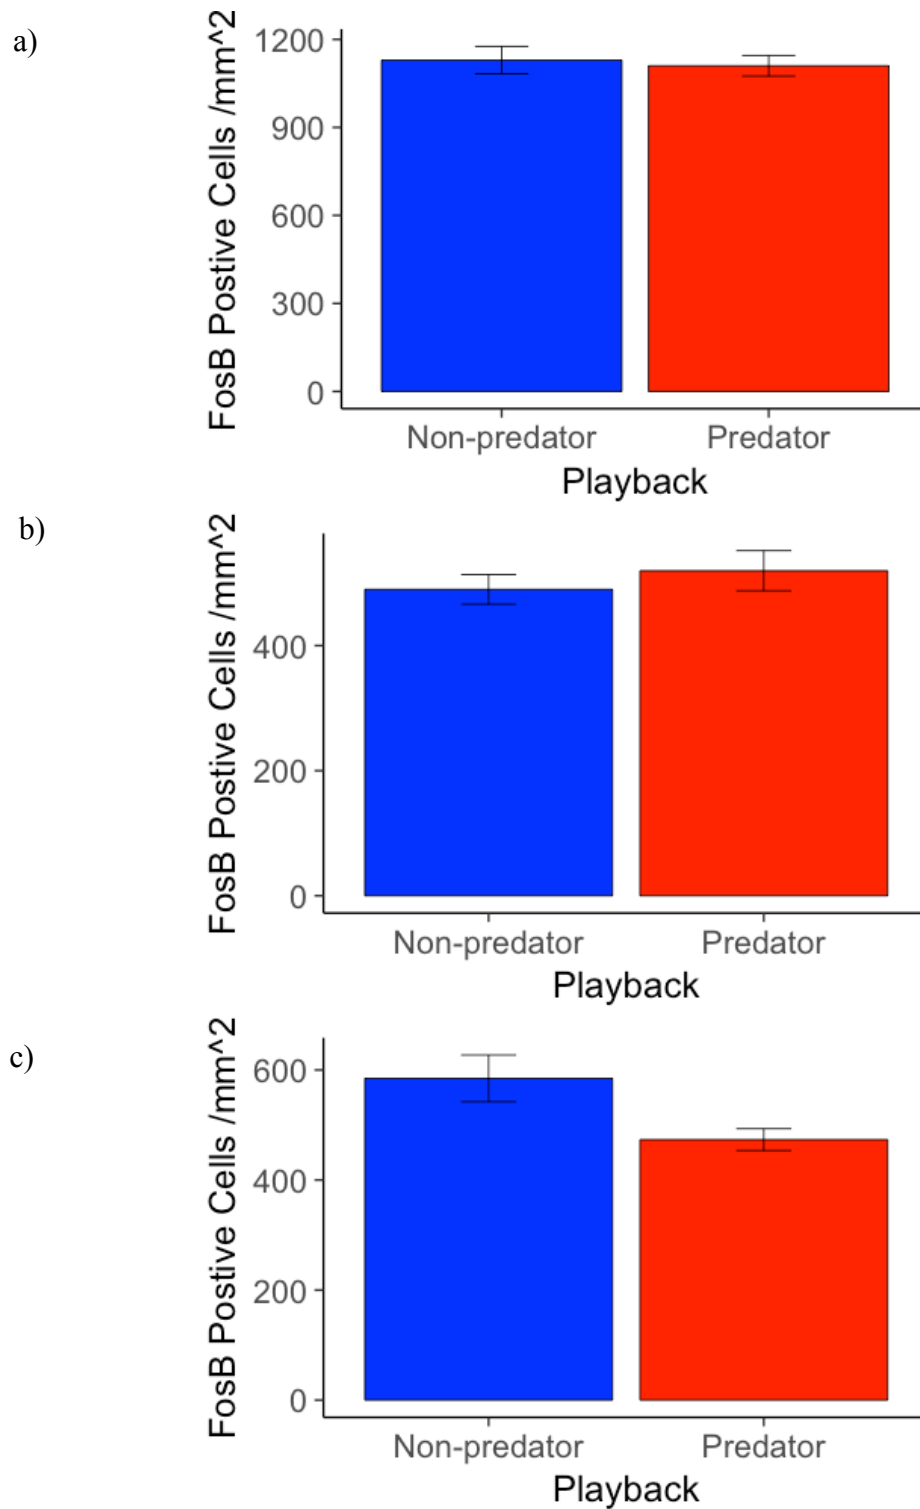 a)
FosB Postive Cells /mm^2
1200
900
600
300
0
Non-predator Predator
Playback
b)
FosB Postive Cells /mm^2
400
200
0
Non-predator Predator
Playback
c)
FosB Postive Cells /mm^2
600
400
200
0
Non-predator Predator
Playback